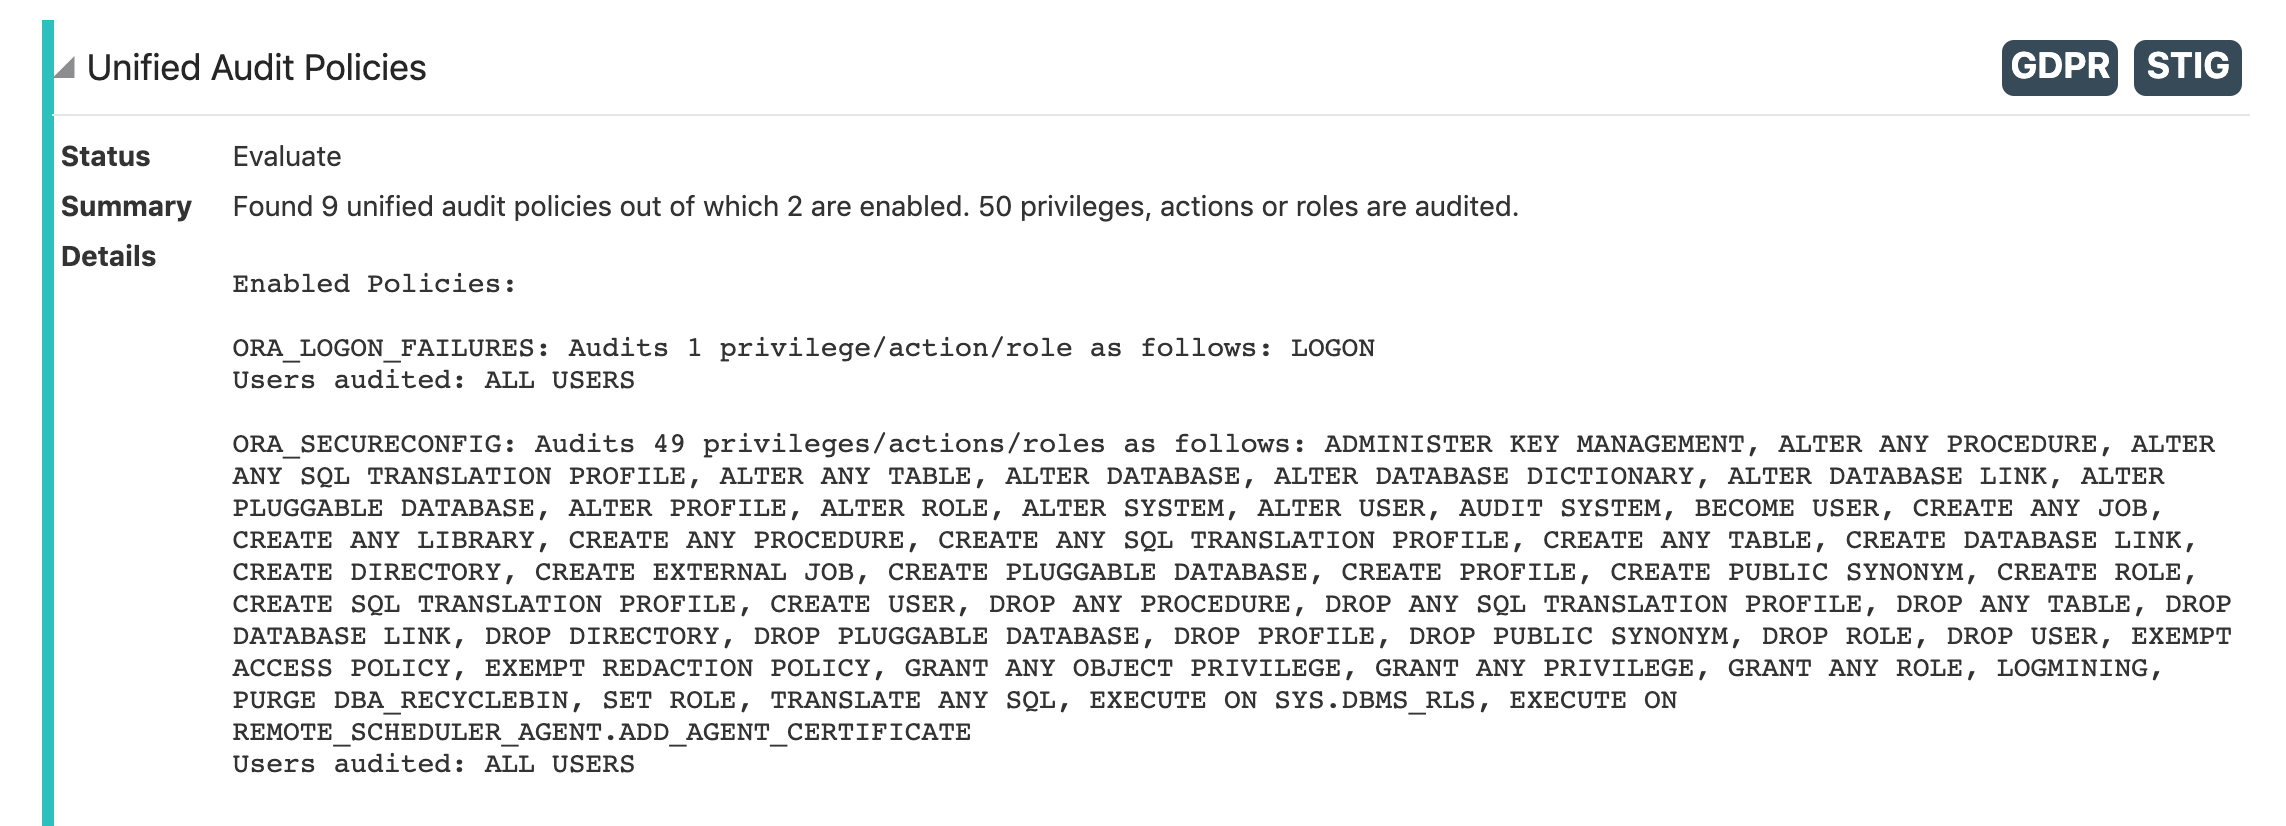 Unified Audit Policies
GDPR STIG
Status Evaluate
Summary Found 9 unified audit policies out of which 2 are enabled. 50 privileges, actions or roles are audited.
Details
Enabled Policies:
ORA_LOGON_FAILURES: Audits 1 privilege/action/role as follows: LOGON
Users audited: ALL USERS
ORA_SECURECONFIG: Audits 49 privileges/actions/roles as follows: ADMINISTER KEY MANAGEMENT, ALTER ANY PROCEDURE, ALTER
ANY SQL TRANSLATION PROFILE, ALTER ANY TABLE, ALTER DATABASE, ALTER DATABASE DICTIONARY, ALTER DATABASE LINK, ALTER
PLUGGABLE DATABASE, ALTER PROFILE, ALTER ROLE, ALTER SYSTEM, ALTER USER, AUDIT SYSTEM, BECOME USER, CREATE ANY JOB,
CREATE ANY LIBRARY, CREATE ANY PROCEDURE, CREATE ANY SQL TRANSLATION PROFILE, CREATE ANY TABLE, CREATE DATABASE LINK,
CREATE DIRECTORY, CREATE EXTERNAL JOB, CREATE PLUGGABLE DATABASE, CREATE PROFILE, CREATE PUBLIC SYNONYM, CREATE ROLE,
CREATE SQL TRANSLATION PROFILE, CREATE USER, DROP ANY PROCEDURE, DROP ANY SQL TRANSLATION PROFILE, DROP ANY TABLE, DROP
DATABASE LINK, DROP DIRECTORY, DROP PLUGGABLE DATABASE, DROP PROFILE, DROP PUBLIC SYNONYM, DROP ROLE, DROP USER, EXEMPT
ACCESS POLICY, EXEMPT REDACTION POLICY, GRANT ANY OBJECT PRIVILEGE, GRANT ANY PRIVILEGE, GRANT ANY ROLE, LOGMINING,
PURGE DBA_RECYCLEBIN, SET ROLE, TRANSLATE ANY SQL, EXECUTE ON SYS.DBMS_RLS, EXECUTE ON
REMOTE_SCHEDULER_AGENT.ADD_AGENT_CERTIFICATE
Users audited: ALL USERS